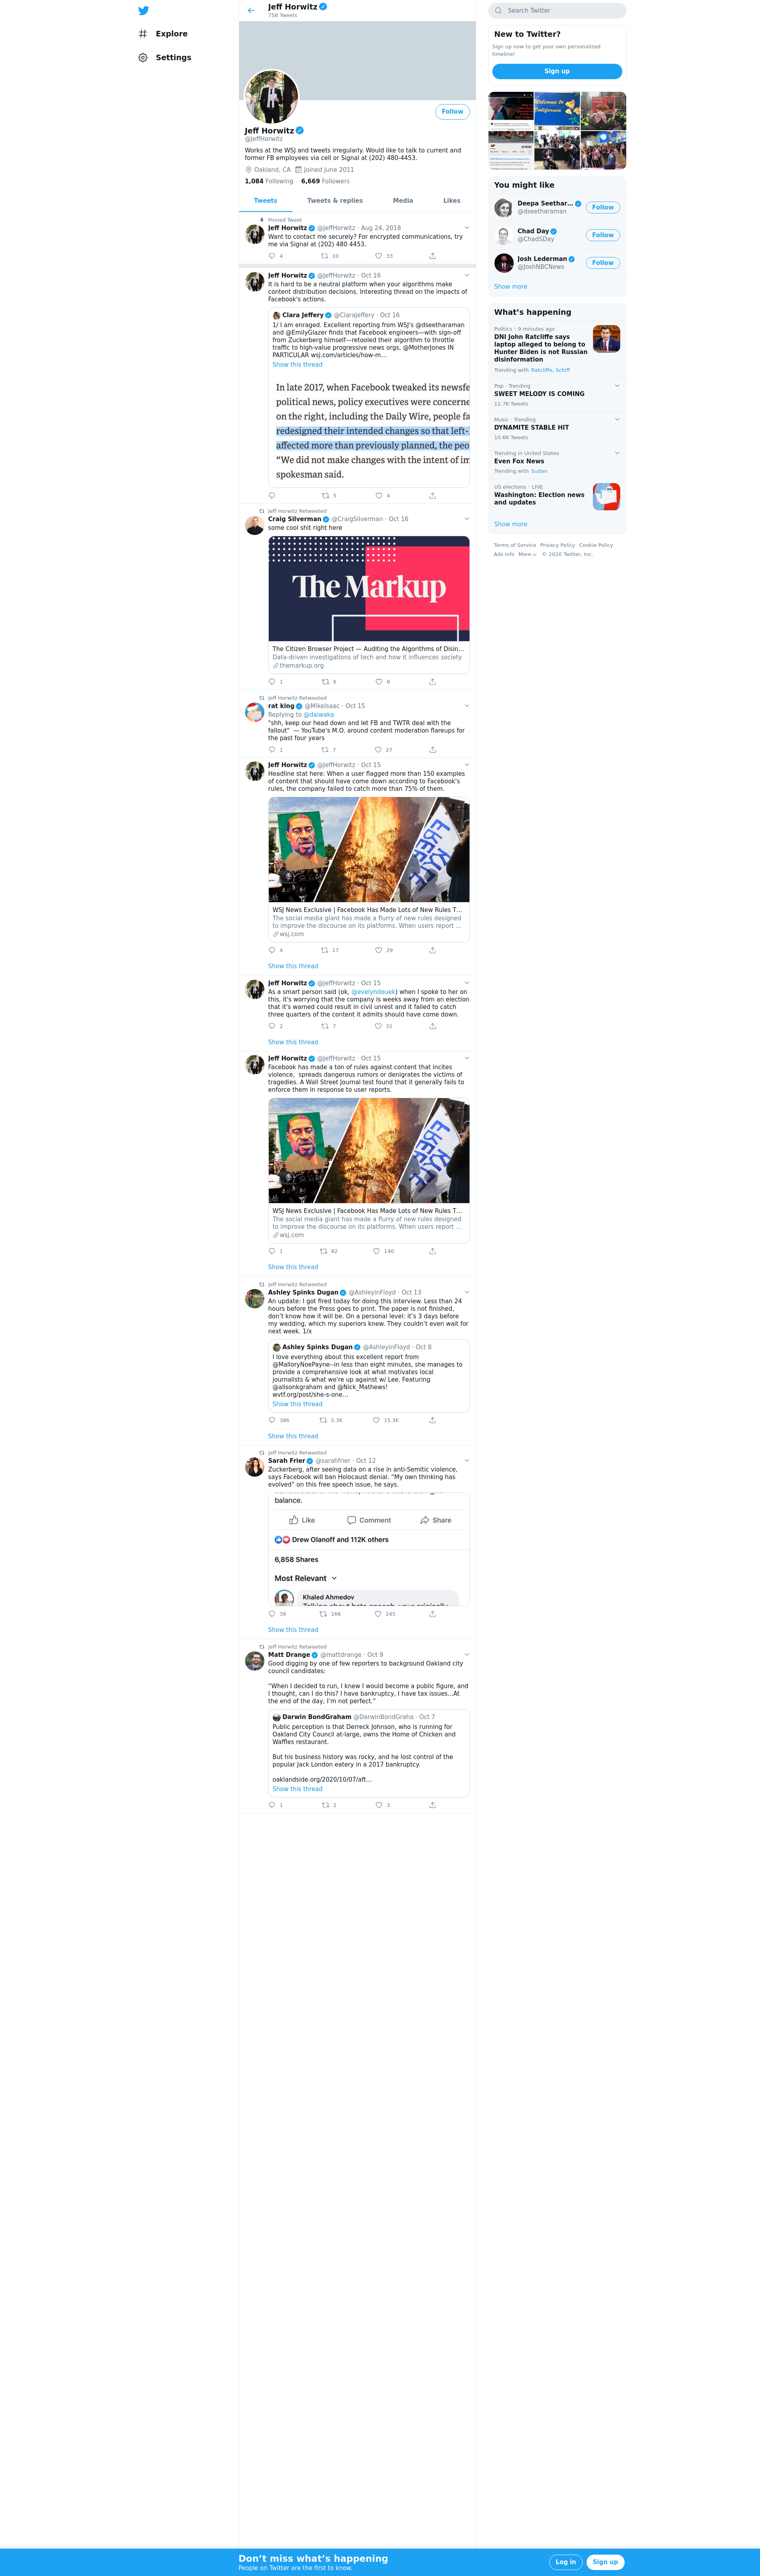 Explore
Settings
Jeff Horwitz
758 Tweets
Follow
Jeff Horwitz
@JeffHorwitz
Works at the WSJ and tweets irregularly. Would like to talk to current and
former FB employees via cell or Signal at (202) 480-4453.
Oakland, CA Joined June 2011
1,084 Following 6,669 Followers
Tweets Tweets & replies Media Likes
Pinned Tweet
Jeff Horwitz @JeffHorwitz · Aug 24, 2018
Want to contact me securely? For encrypted communications, try
me via Signal at (202) 480 4453.
4 10 33
Jeff Horwitz @JeffHorwitz · Oct 16
It is hard to be a neutral platform when your algorithms make
content distribution decisions. Interesting thread on the impacts of
Facebook's actions.
Clara Jeffery @ClaraJeffery · Oct 16
1/ I am enraged. Excellent reporting from WSJ's @dseetharaman
and @EmilyGlazer finds that Facebook engineers—with sign-off
from Zuckerberg himself—retooled their algorithm to throttle
traffic to high-value progressive news orgs, @MotherJones IN
PARTICULAR wsj.com/articles/how-m…
Show this thread
In late 2017, when Facebook tweaked its newsfe
political news, policy executives were concerne
on the right, including the Daily Wire, people fa
redesigned their intended changes so that left-
affected more than previously planned, the peo
“We did not make changes with the intent of im
spokesman said.
3 4
Jeff Horwitz Retweeted
Craig Silverman @CraigSilverman · Oct 16
some cool shit right here
The Markup
The Citizen Browser Project — Auditing the Algorithms of Disin…
Data-driven investigations of tech and how it influences society
themarkup.org
1 6 8
Jeff Horwitz Retweeted
rat king @MikeIsaac · Oct 15
Replying to @daiwaka
"shh, keep our head down and let FB and TWTR deal with the
fallout" — YouTube's M.O. around content moderation flareups for
the past four years
1 7 27
Jeff Horwitz @JeffHorwitz · Oct 15
Headline stat here: When a user flagged more than 150 examples
of content that should have come down according to Facebook's
rules, the company failed to catch more than 75% of them.
FREE
KYLE
WSJ News Exclusive | Facebook Has Made Lots of New Rules T…
The social media giant has made a flurry of new rules designed
to improve the discourse on its platforms. When users report …
wsj.com
4 17 29
Show this thread
Jeff Horwitz @JeffHorwitz · Oct 15
As a smart person said (ok, @evelyndouek) when I spoke to her on
this, it's worrying that the company is weeks away from an election
that it's warned could result in civil unrest and it failed to catch
three quarters of the content it admits should have come down.
2 7 32
Show this thread
Jeff Horwitz @JeffHorwitz · Oct 15
Facebook has made a ton of rules against content that incites
violence, spreads dangerous rumors or denigrates the victims of
tragedies. A Wall Street Journal test found that it generally fails to
enforce them in response to user reports.
FREE
KYLE
WSJ News Exclusive | Facebook Has Made Lots of New Rules T…
The social media giant has made a flurry of new rules designed
to improve the discourse on its platforms. When users report …
wsj.com
1 82 140
Show this thread
Jeff Horwitz Retweeted
Ashley Spinks Dugan @AshleyinFloyd · Oct 13
An update: I got fired today for doing this interview. Less than 24
hours before the Press goes to print. The paper is not finished,
don't know how it will be. On a personal level: it's 3 days before
my wedding, which my superiors knew. They couldn't even wait for
next week. 1/x
Ashley Spinks Dugan @AshleyinFloyd · Oct 8
I love everything about this excellent report from
@MalloryNoePayne--in less than eight minutes, she manages to
provide a comprehensive look at what motivates local
journalists & what we're up against w/ Lee. Featuring
@alisonkgraham and @Nick_Mathews!
wvtf.org/post/she-s-one…
Show this thread
386 5.3K 15.3K
Show this thread
Jeff Horwitz Retweeted
Sarah Frier @sarahfrier · Oct 12
Zuckerberg, after seeing data on a rise in anti-Semitic violence,
says Facebook will ban Holocaust denial. “My own thinking has
evolved” on this free speech issue, he says.
balance.
Like Comment Share
Drew Olanoff and 112K others
6,858 Shares
Most Relevant
Khaled Ahmedov
38 166 245
Show this thread
Jeff Horwitz Retweeted
Matt Drange @mattdrange · Oct 9
Good digging by one of few reporters to background Oakland city
council candidates:
“When I decided to run, I knew I would become a public figure, and
I thought, can I do this? I have bankruptcy, I have tax issues...At
the end of the day, I'm not perfect.”
Darwin BondGraham @DarwinBondGraha · Oct 7
Public perception is that Derreck Johnson, who is running for
Oakland City Council at-large, owns the Home of Chicken and
Waffles restaurant.
But his business history was rocky, and he lost control of the
popular Jack London eatery in a 2017 bankruptcy.
oaklandside.org/2020/10/07/aft…
Show this thread
1 2 3
Search Twitter
New to Twitter?
Sign up now to get your own personalized
timeline!
Sign up
Welcome to
California
You might like
Deepa Seethar…
@dseetharaman
Follow
Chad Day
@ChadSDay
Follow
Josh Lederman
@JoshNBCNews
Follow
Show more
What's happening
Politics · 9 minutes ago
DNI John Ratcliffe says
laptop alleged to belong to
Hunter Biden is not Russian
disinformation
Trending with Ratcliffe, Schiff
Pop · Trending
SWEET MELODY IS COMING
12.7K Tweets
Music · Trending
DYNAMITE STABLE HIT
10.6K Tweets
Trending in United States
Even Fox News
Trending with Sudan
US elections · LIVE
Washington: Election news
and updates
Show more
Terms of Service Privacy Policy Cookie Policy
Ads info More © 2020 Twitter, Inc.
Don't miss what's happening
People on Twitter are the first to know.
Log in Sign up